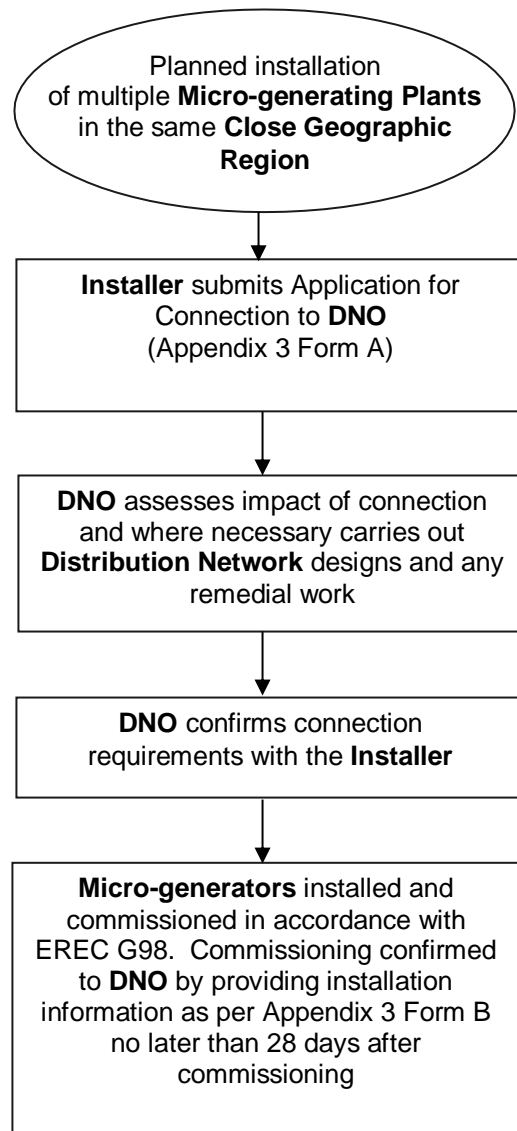 Planned installation
of multiple Micro-generating Plants
in the same Close Geographic
Region
Installer submits Application for
Connection to DNO
(Appendix 3 Form A)
DNO assesses impact of connection
and where necessary carries out
Distribution Network designs and any
remedial work
DNO confirms connection
requirements with the Installer
Micro-generators installed and
commissioned in accordance with
EREC G98.  Commissioning confirmed
to DNO by providing installation
information as per Appendix 3 Form B
no later than 28 days after
commissioning